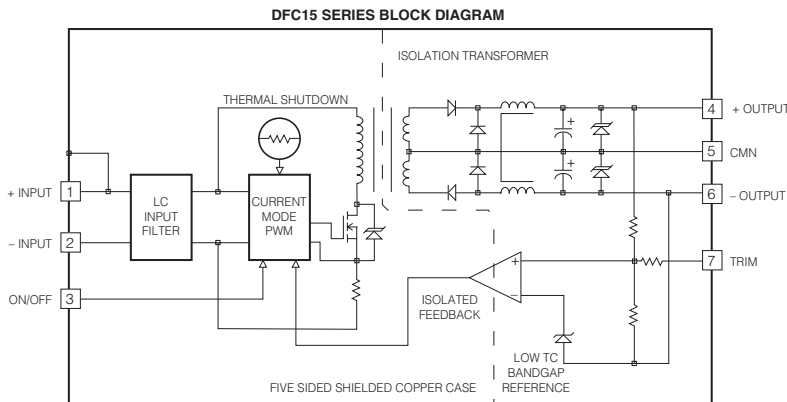 DFC15 SERIES BLOCK DIAGRAM
ISOLATION TRANSFORMER
THERMAL SHUTDOWN
+ INPUT 1
– INPUT 2
ON/OFF 3
LC
INPUT
FILTER
CURRENT
MODE
PWM
+
+
4 + OUTPUT
5 CMN
6 – OUTPUT
7 TRIM
+
–
ISOLATED
FEEDBACK
LOW TC
BANDGAP
REFERENCE
FIVE SIDED SHIELDED COPPER CASE